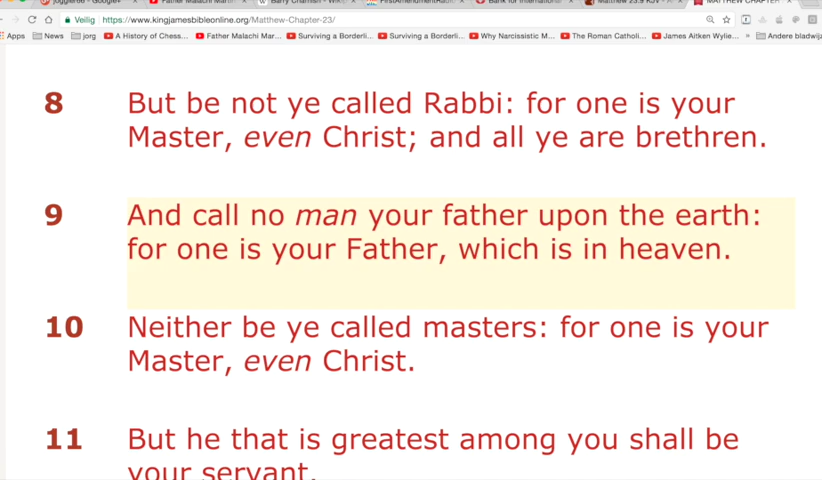 Veilig https://www.kingjamesbibleonline.org/Matthew-Chapter-23/
Apps News jorg A History of Chess... Father Malachi Mar... Surviving a Borderli... Surviving a Borderli... Why Narcissistic M... The Roman Catholi... James Aitken Wylie... » Andere bladwij
8 But be not ye called Rabbi: for one is your
Master, even Christ; and all ye are brethren.
9 And call no man your father upon the earth:
for one is your Father, which is in heaven.
10 Neither be ye called masters: for one is your
Master, even Christ.
11 But he that is greatest among you shall be
your servant.